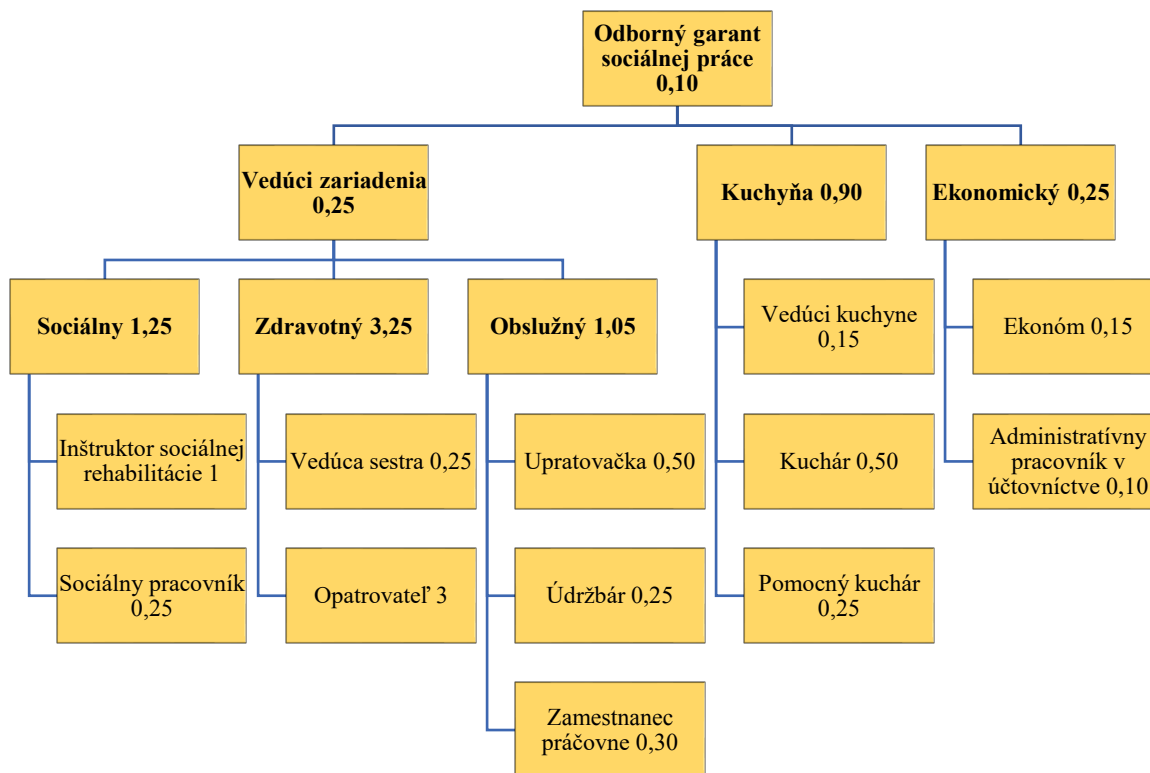 Odborný garant
sociálnej práce
0,10
Vedúci zariadenia
0,25
Kuchyňa 0,90
Ekonomický 0,25
Sociálny 1,25
Zdravotný 3,25
Obslužný 1,05
Vedúci kuchyne
0,15
Ekonóm 0,15
Inštruktor sociálnej
rehabilitácie 1
Vedúca sestra 0,25
Upratovačka 0,50
Kuchár 0,50
Administratívny
pracovník v
účtovníctve 0,10
Sociálny pracovník
0,25
Opatrovateľ 3
Údržbár 0,25
Pomocný kuchár
0,25
Zamestnanec
práčovne 0,30